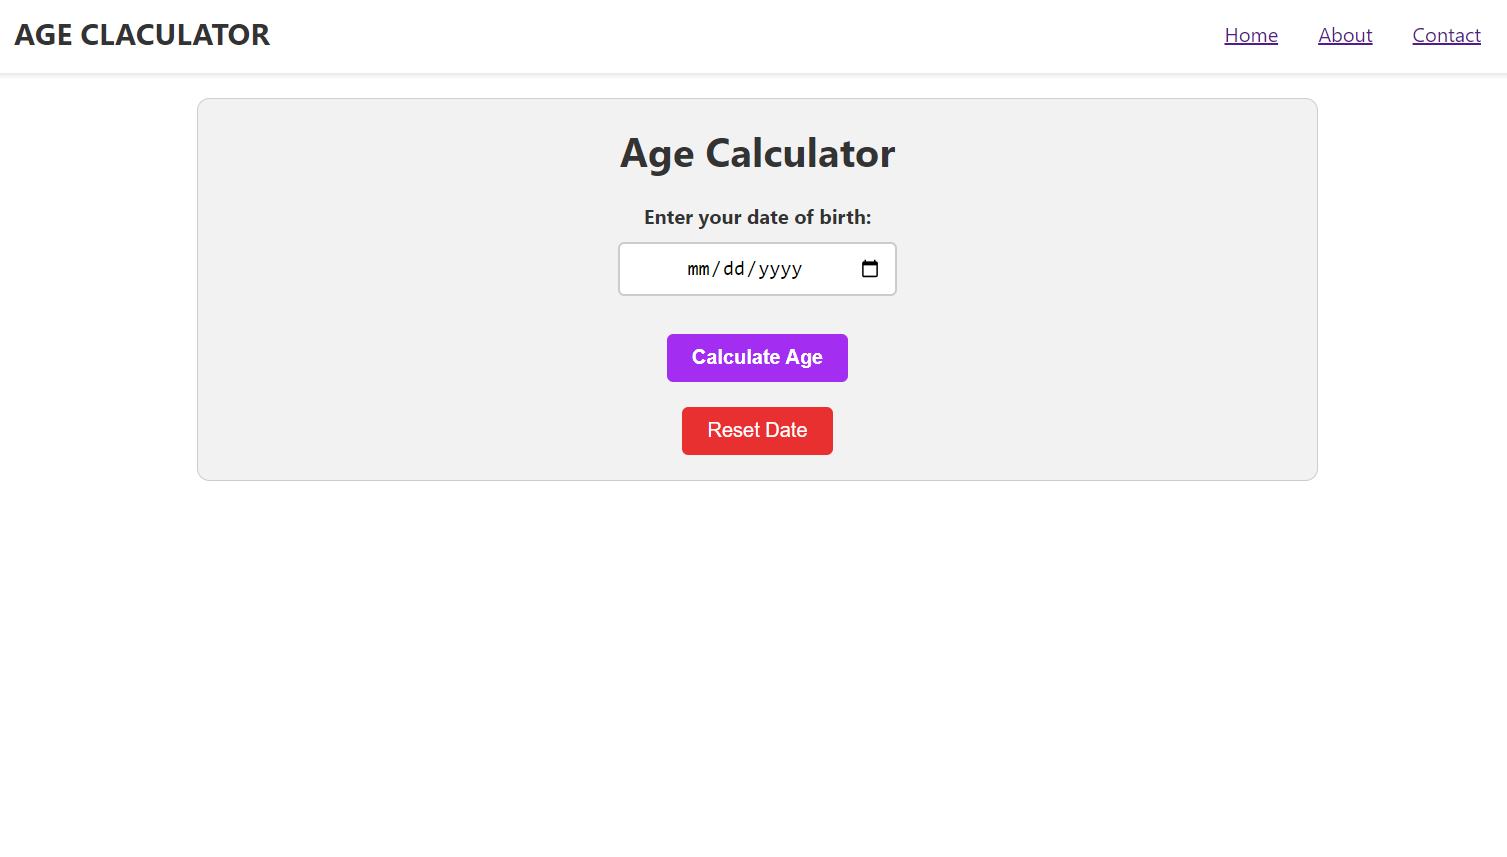 AGE CLACULATOR
Home About Contact
Age Calculator
Enter your date of birth:
mm/dd/yyyy
Calculate Age
Reset Date